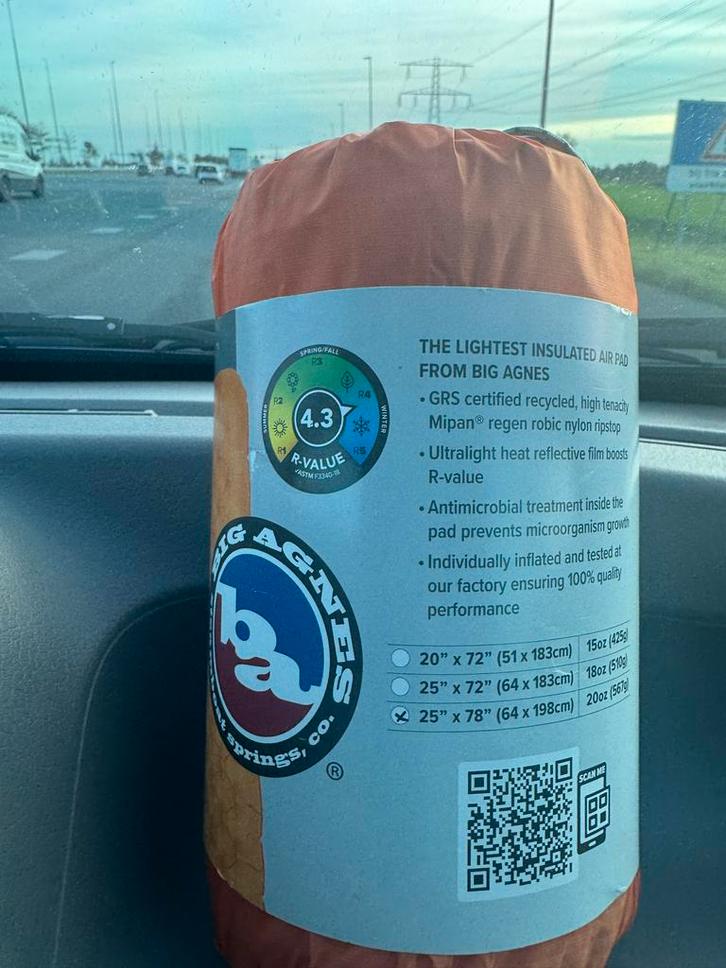 SPRING/FALL
R3
R2
R4
SUMMER
4.3
WINTER
R1
R5
R-VALUE
ASTM F3340-18
THE LIGHTEST INSULATED AIR PAD
FROM BIG AGNES
• GRS certified recycled, high tenacity
Mipan® regen robic nylon ripstop
• Ultralight heat reflective film boosts
R-value
• Antimicrobial treatment inside the
pad prevents microorganism growth
• Individually inflated and tested at
our factory ensuring 100% quality
performance
20” x 72” (51 x 183cm) 15oz (425g)
25” x 72” (64 x 183cm) 18oz (510g)
25” x 78” (64 x 198cm) 20oz (567g)
BIG AGNES
ba
springs, co.
®
SCAN ME